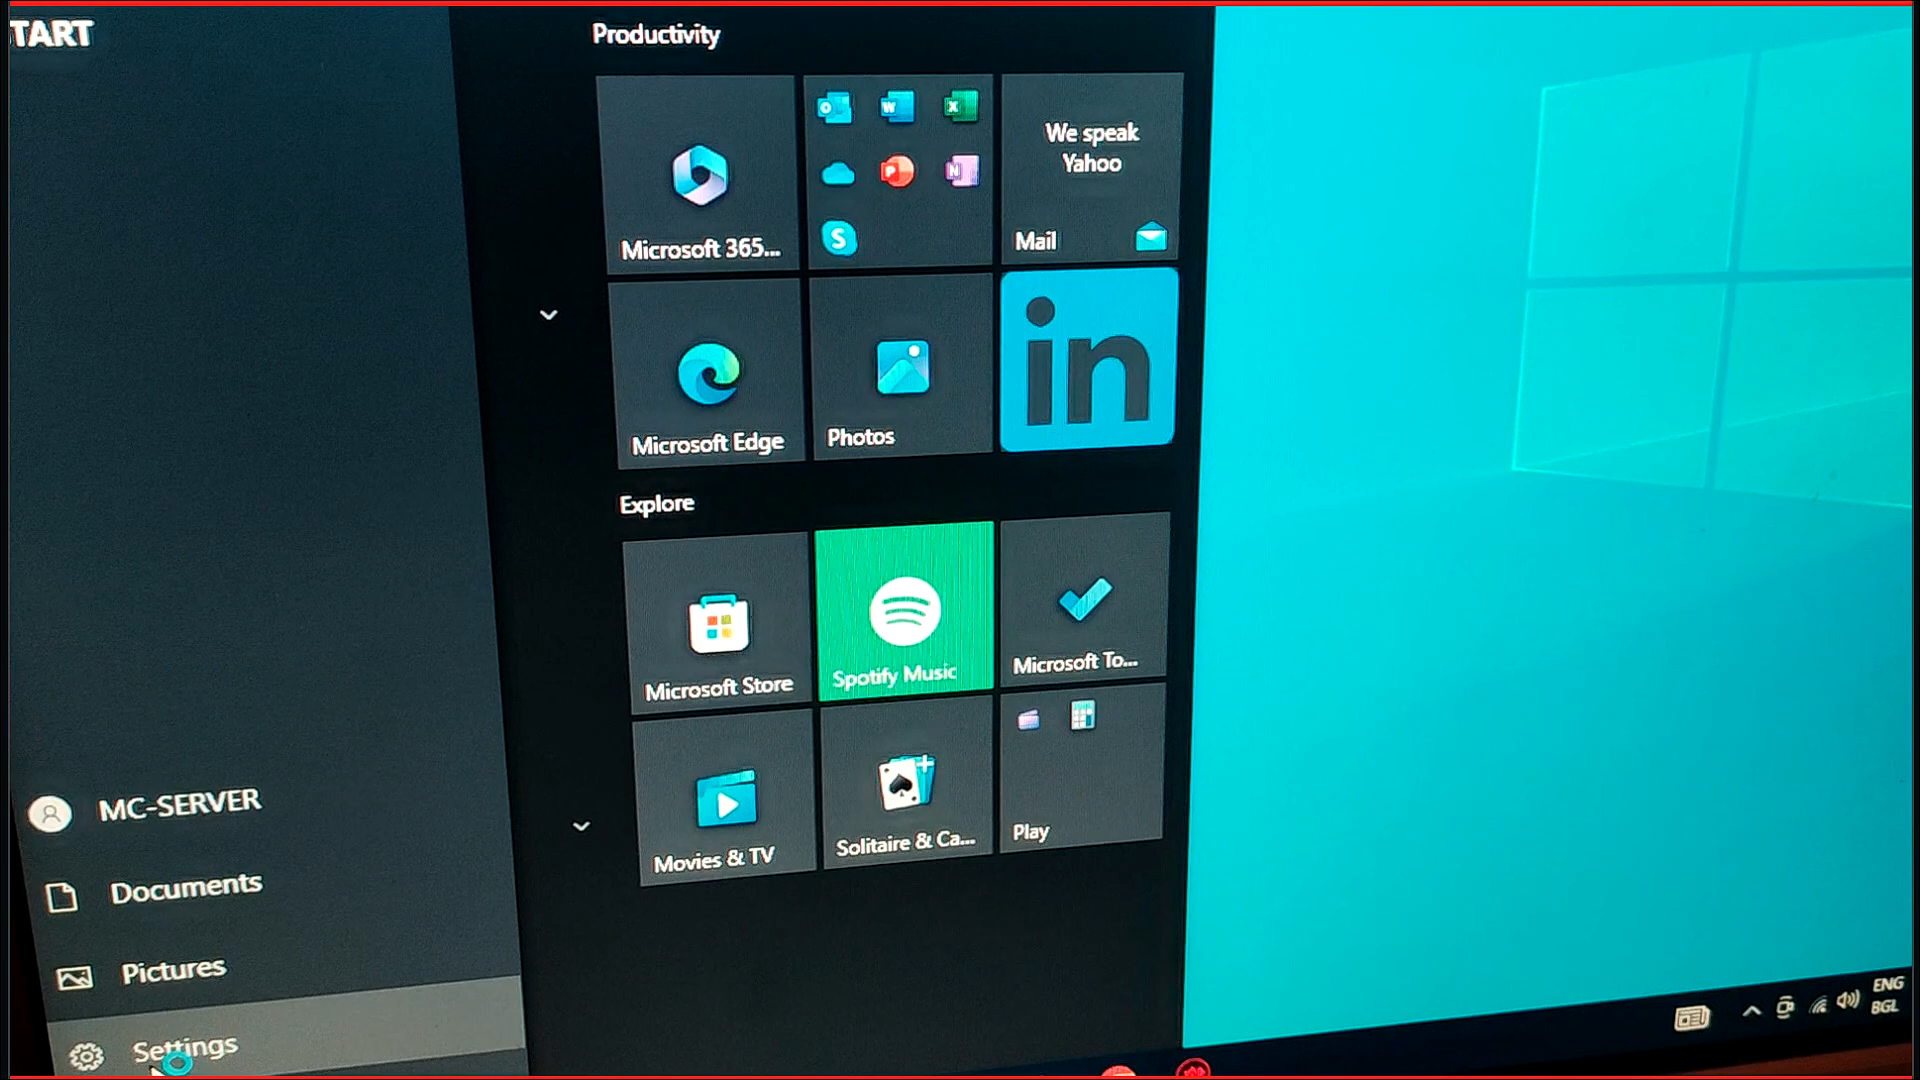 TART
Productivity
We speak
Yahoo
Microsoft 365...
Mail
in
Microsoft Edge
Photos
Explore
Microsoft Store
Spotify Music
Microsoft To...
Movies & TV
Solitaire & Ca...
Play
MC-SERVER
Documents
Pictures
Settings
ENG
BGL